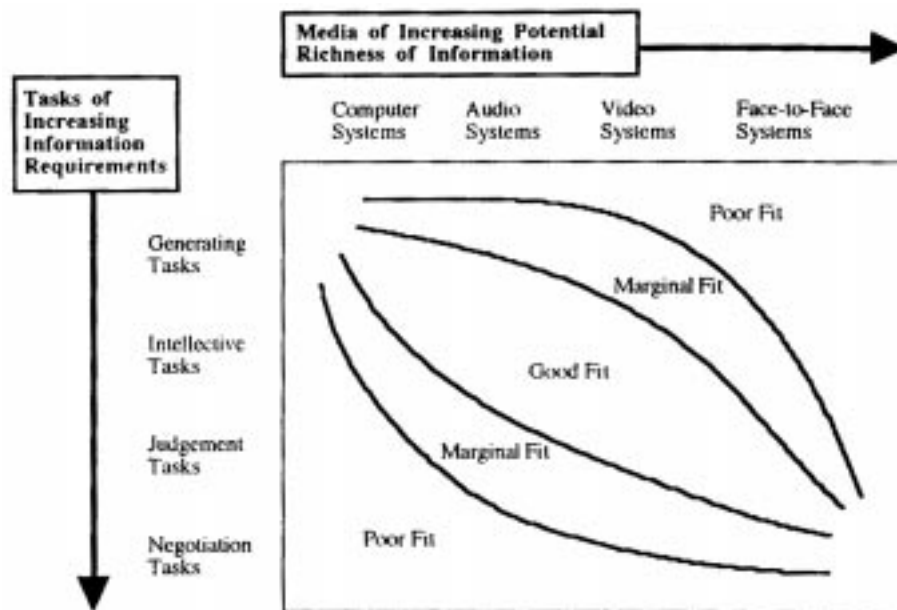 Media of Increasing Potential
Richness of Information
Tasks of
Increasing
Information
Requirements
Computer
Systems
Audio
Systems
Video
Systems
Face-to-Face
Systems
Generating
Tasks
Intellective
Tasks
Judgement
Tasks
Negotiation
Tasks
Poor Fit
Marginal Fit
Good Fit
Marginal Fit
Poor Fit